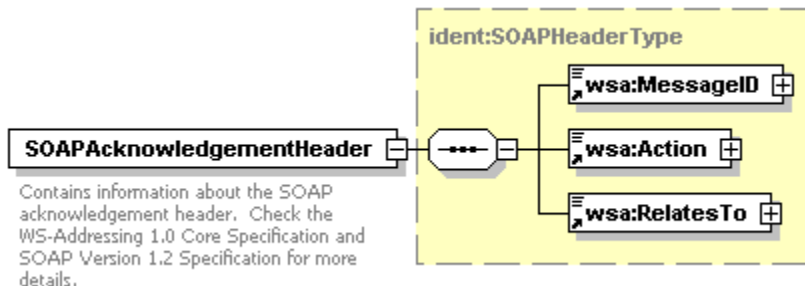 ident:SOAPHeaderType
wsa:MessageID
SOAPAcknowledgementHeader
wsa:Action
wsa:RelatesTo
Contains information about the SOAP
acknowledgement header.  Check the
WS-Addressing 1.0 Core Specification and
SOAP Version 1.2 Specification for more
details.